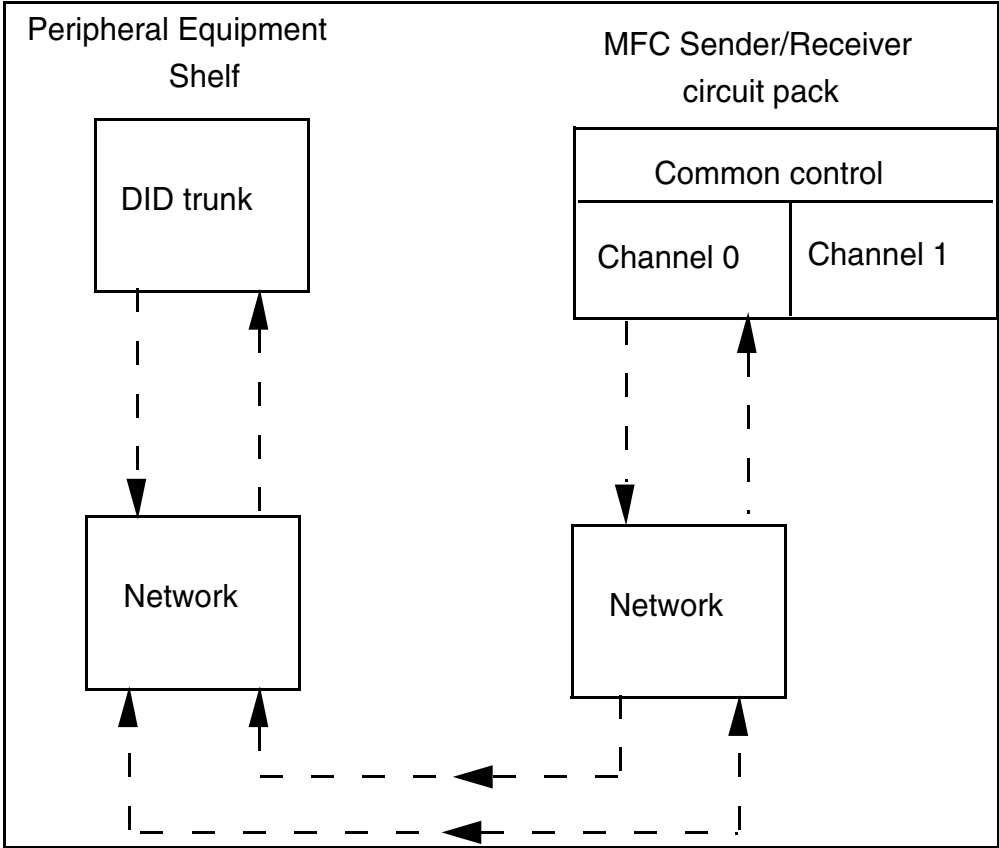 Peripheral Equipment
Shelf
MFC Sender/Receiver
circuit pack
DID trunk
Common control
Channel 0
Channel 1
Network
Network